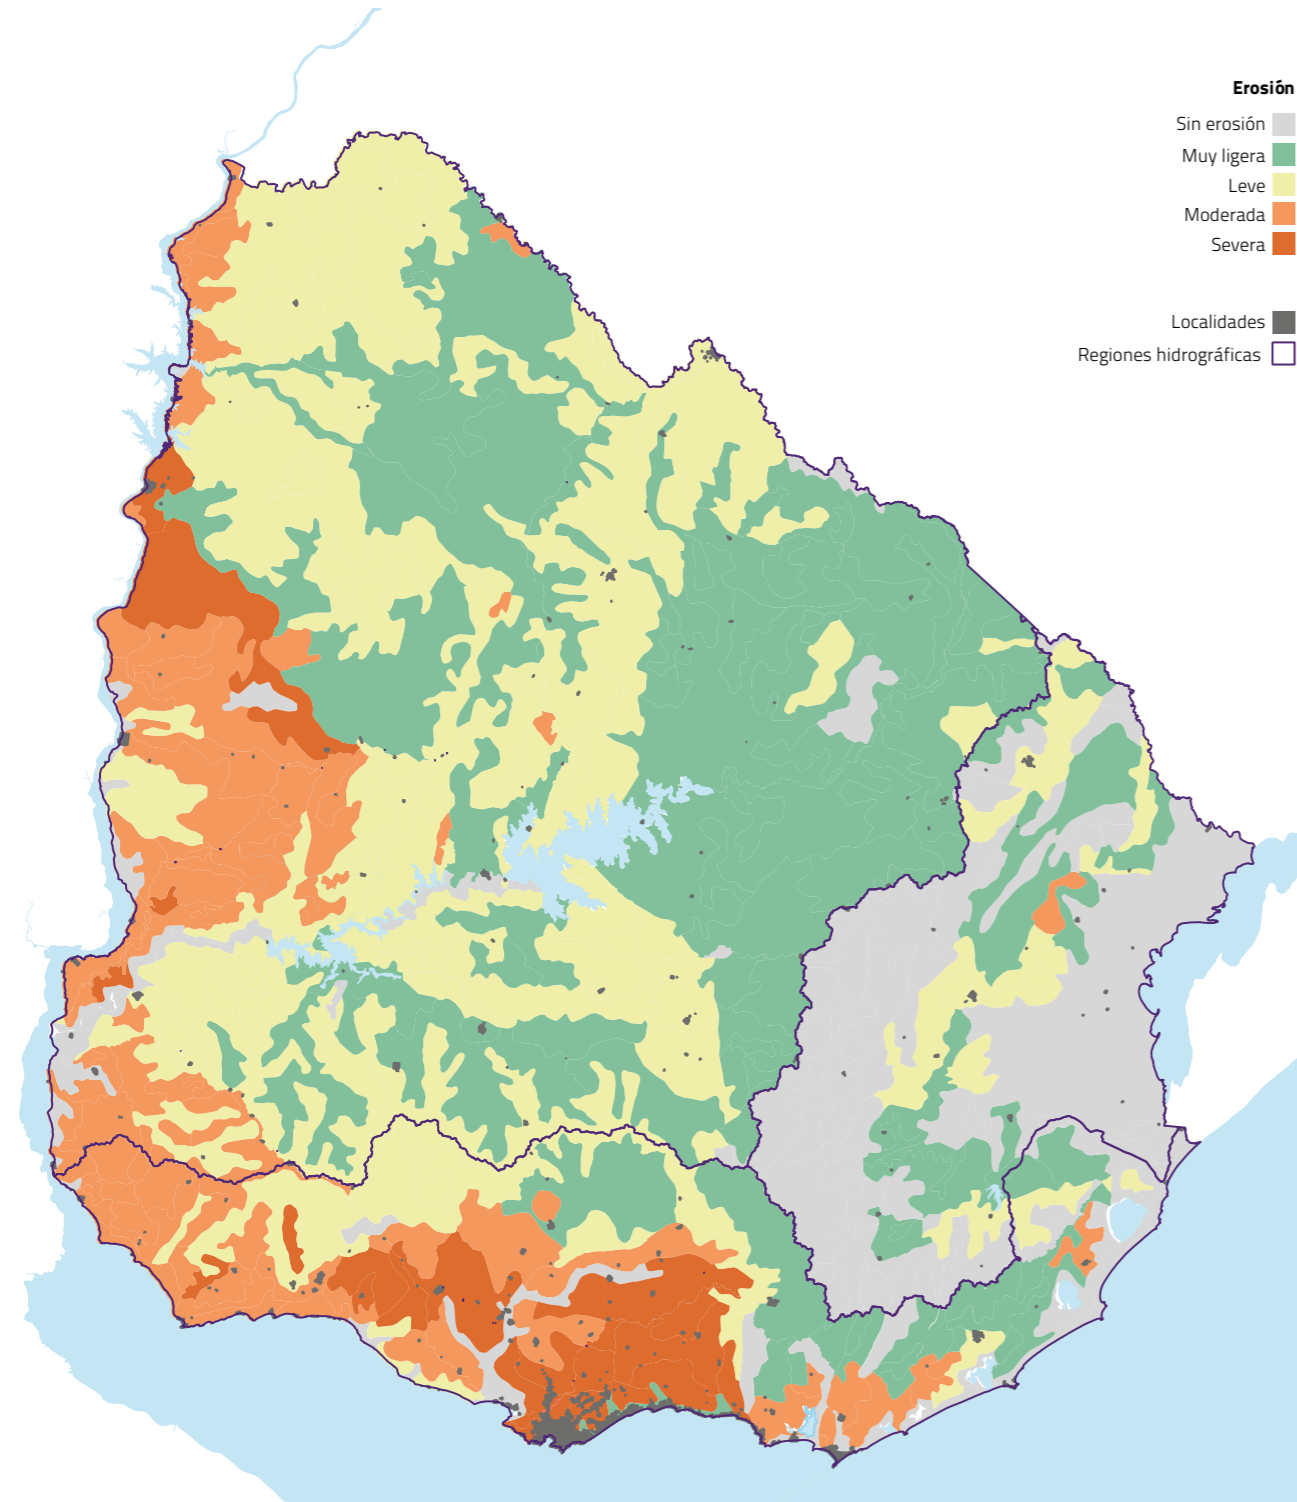 Erosión
Sin erosión
Muy ligera
Leve
Moderada
Severa
Localidades
Regiones hidrográficas